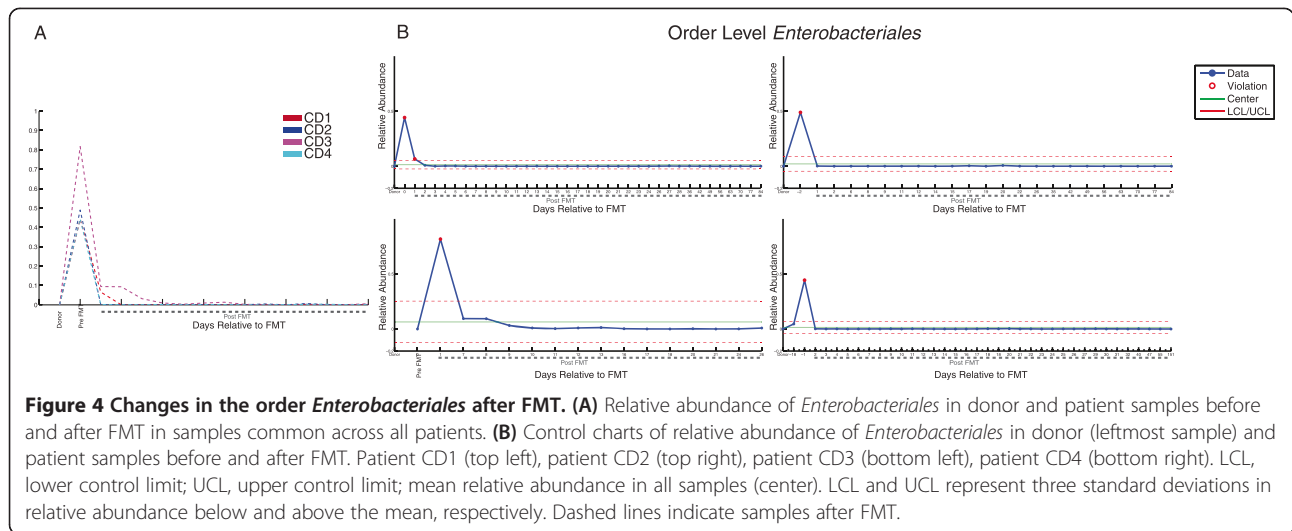 A
B
Order Level Enterobacteriales
1
0.9
0.8
0.7
0.6
0.5
0.4
0.3
0.2
0.1
0
CD1
CD2
CD3
CD4
Donor
Pre FMT
Post FMT
Days Relative to FMT
Relative Abundance
Post FMT
Days Relative to FMT
Relative Abundance
Post FMT
Days Relative to FMT
Data
Violation
Center
LCL/UCL
Relative Abundance
Pre FMT
Post FMT
Days Relative to FMT
Relative Abundance
Post FMT
Days Relative to FMT
Figure 4 Changes in the order Enterobacteriales after FMT. (A) Relative abundance of Enterobacteriales in donor and patient samples before
and after FMT in samples common across all patients. (B) Control charts of relative abundance of Enterobacteriales in donor (leftmost sample) and
patient samples before and after FMT. Patient CD1 (top left), patient CD2 (top right), patient CD3 (bottom left), patient CD4 (bottom right). LCL,
lower control limit; UCL, upper control limit; mean relative abundance in all samples (center). LCL and UCL represent three standard deviations in
relative abundance below and above the mean, respectively. Dashed lines indicate samples after FMT.